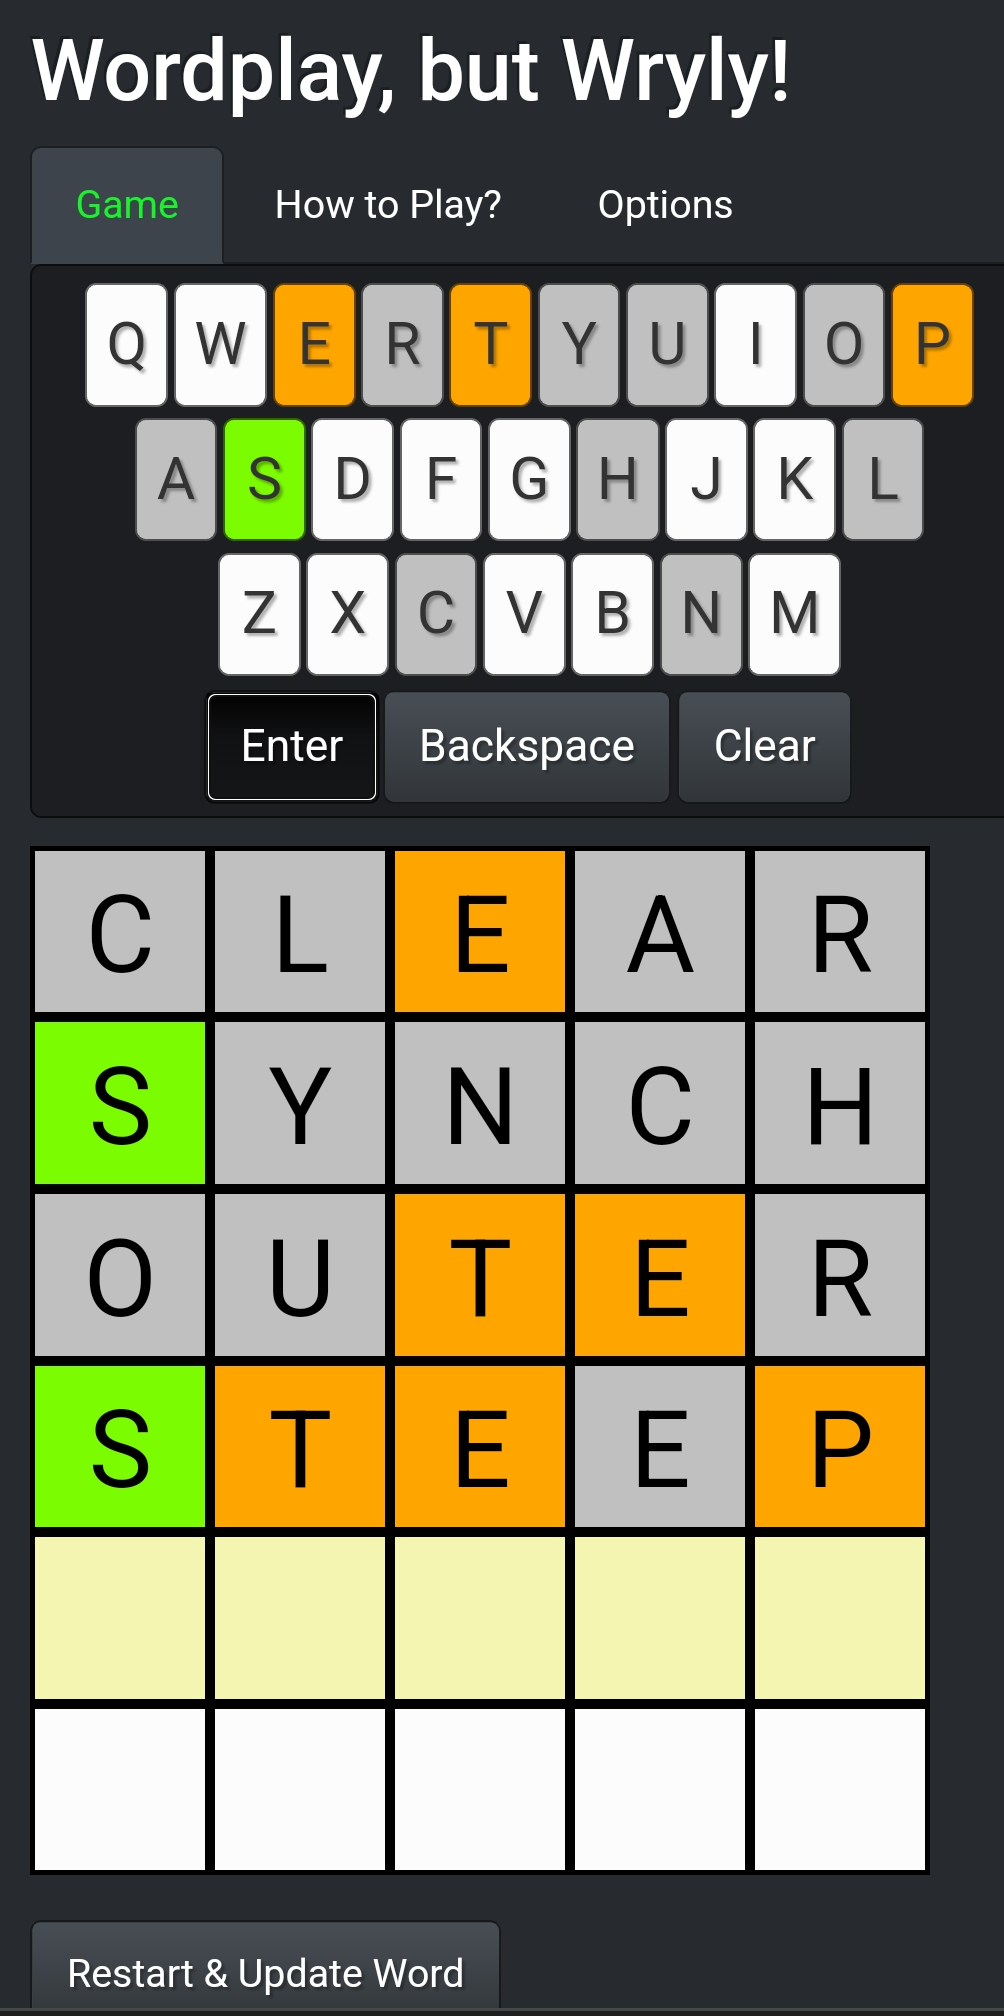 Wordplay, but Wryly!
Game How to Play? Options
Q W E R T Y U I O P
A S D F G H J K L
Z X C V B N M
Enter Backspace Clear
C L E A R
S Y N C H
O U T E R
S T E E P
Restart & Update Word